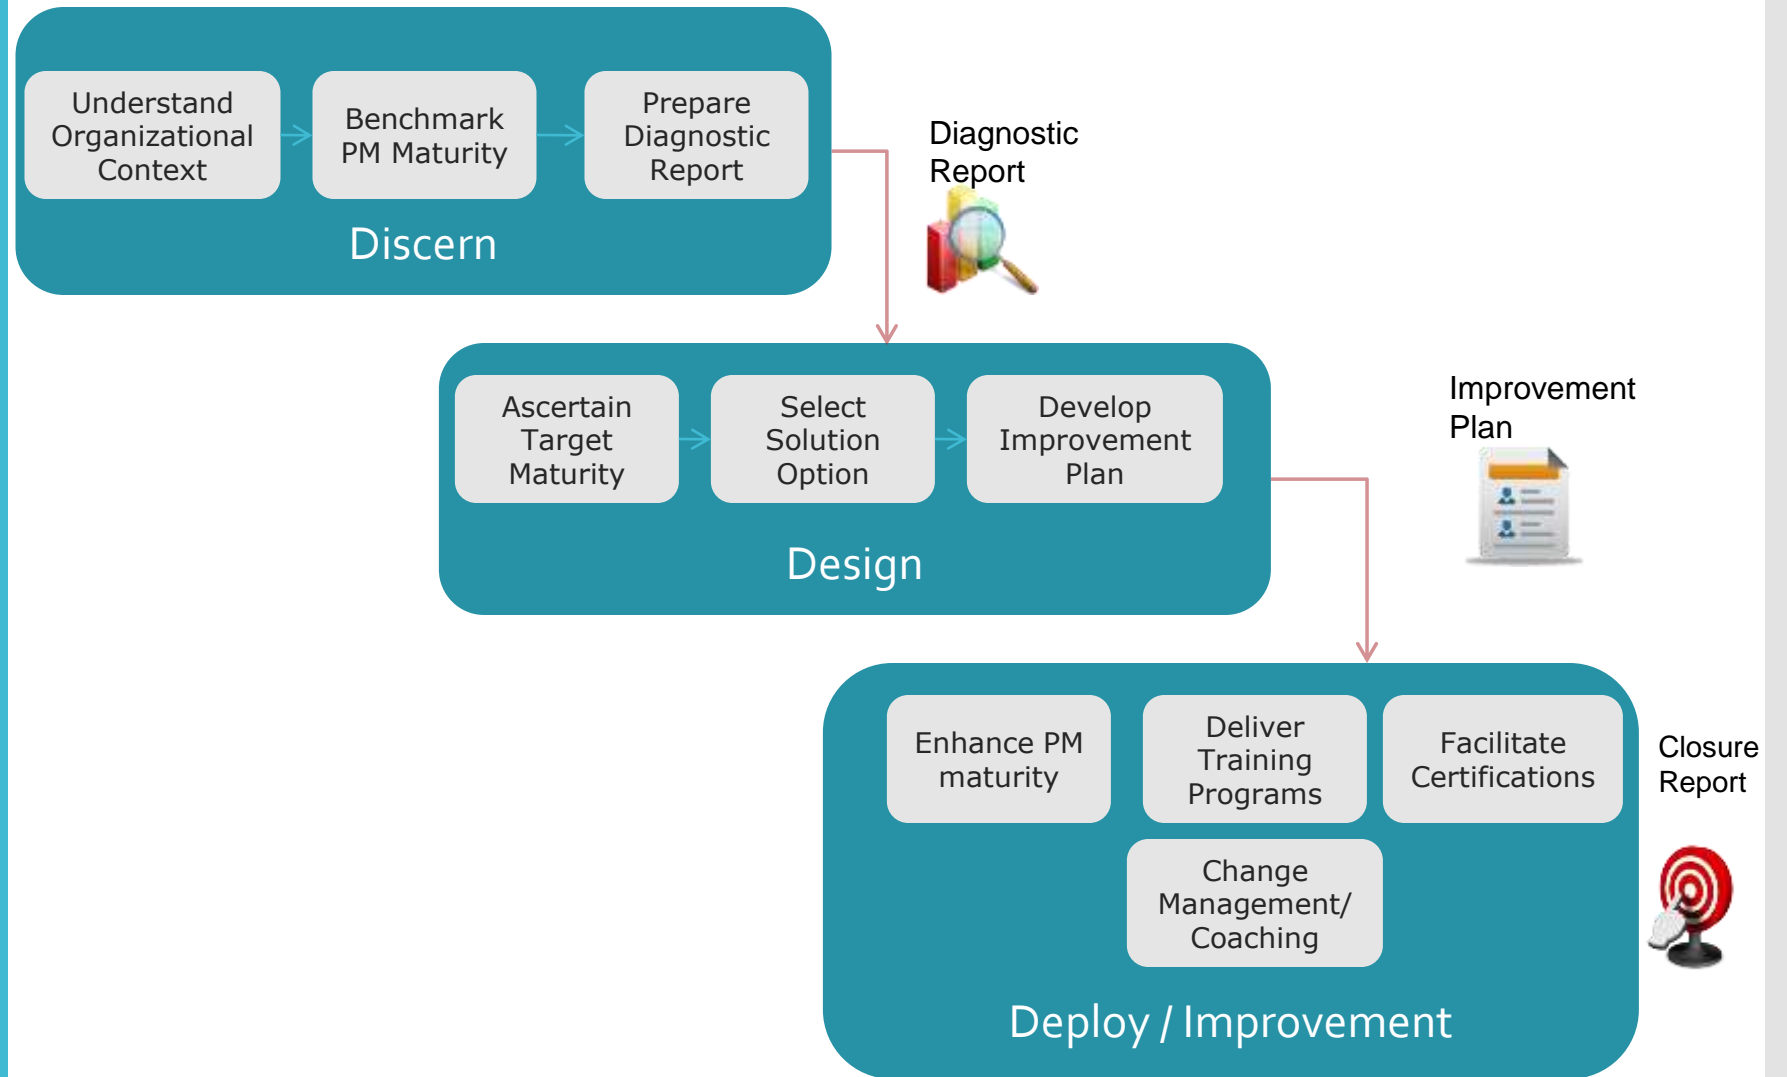 Understand
Organizational
Context
Benchmark
PM Maturity
Prepare
Diagnostic
Report
Discern
Diagnostic
Report
Ascertain
Target
Maturity
Select
Solution
Option
Develop
Improvement
Plan
Design
Improvement
Plan
Enhance PM
maturity
Deliver
Training
Programs
Facilitate
Certifications
Change
Management/
Coaching
Deploy / Improvement
Closure
Report